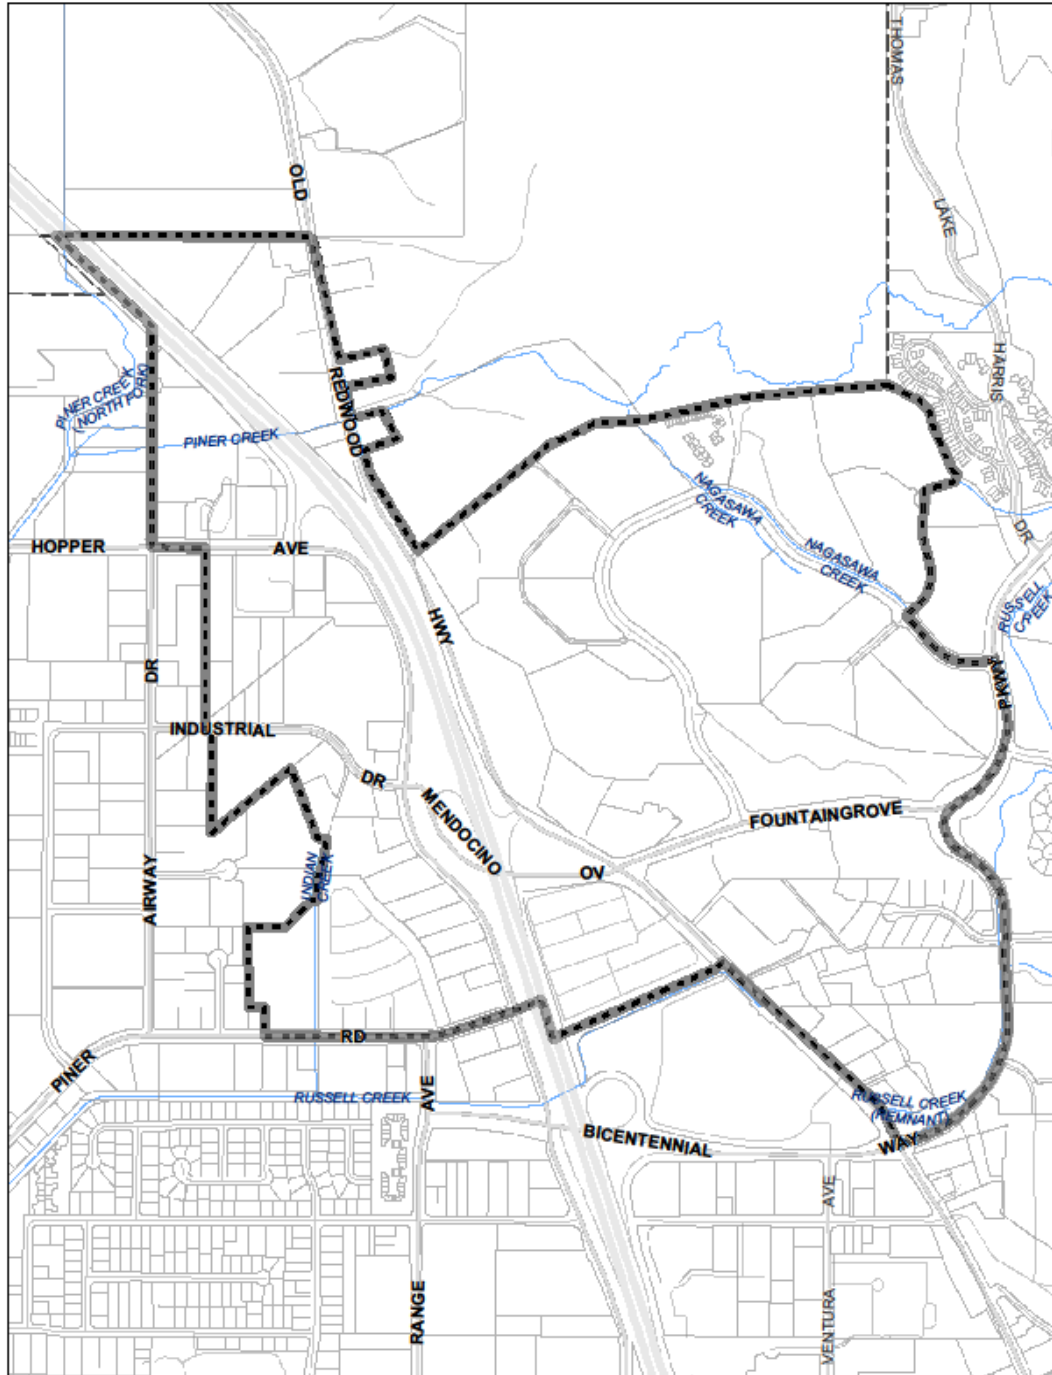 THOMAS
OLD
LAKE
HARRIS
REDWOOD
PINER CREEK
(NORTH FORK)
PINER CREEK
NAGASAWA
CREEK
DR
HOPPER
AVE
NAGASAWA
CREEK
RUSSELL
CREEK
HWY
DR
PKWY
INDUSTRIAL
DR
MENDOCINO
FOUNTAINGROVE
OV
INDIAN
CREEK
AIRWAY
RD
PINER
AVE
RUSSELL CREEK
RUSSELL CREEK
(REMNANT)
BICENTENNIAL
WAY
AVE
RANGE
VENTURA